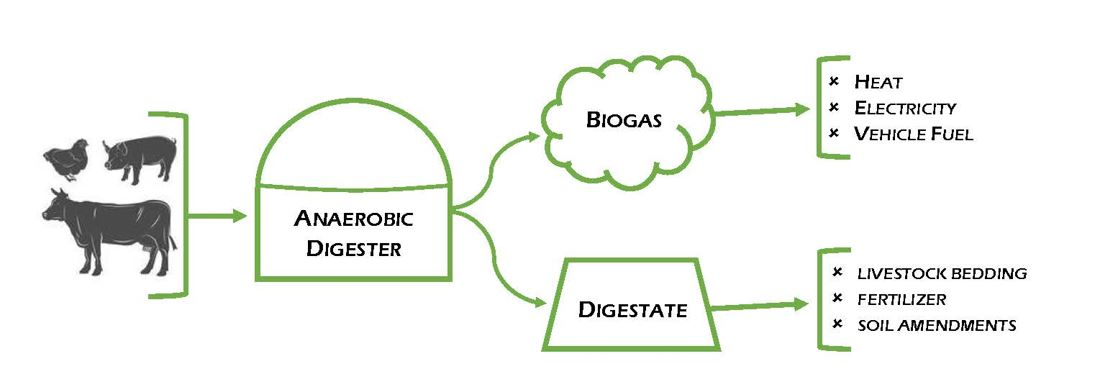 ANAEROBIC
DIGESTER
BIOGAS
HEAT
ELECTRICITY
VEHICLE FUEL
DIGESTATE
LIVESTOCK BEDDING
FERTILIZER
SOIL AMENDMENTS